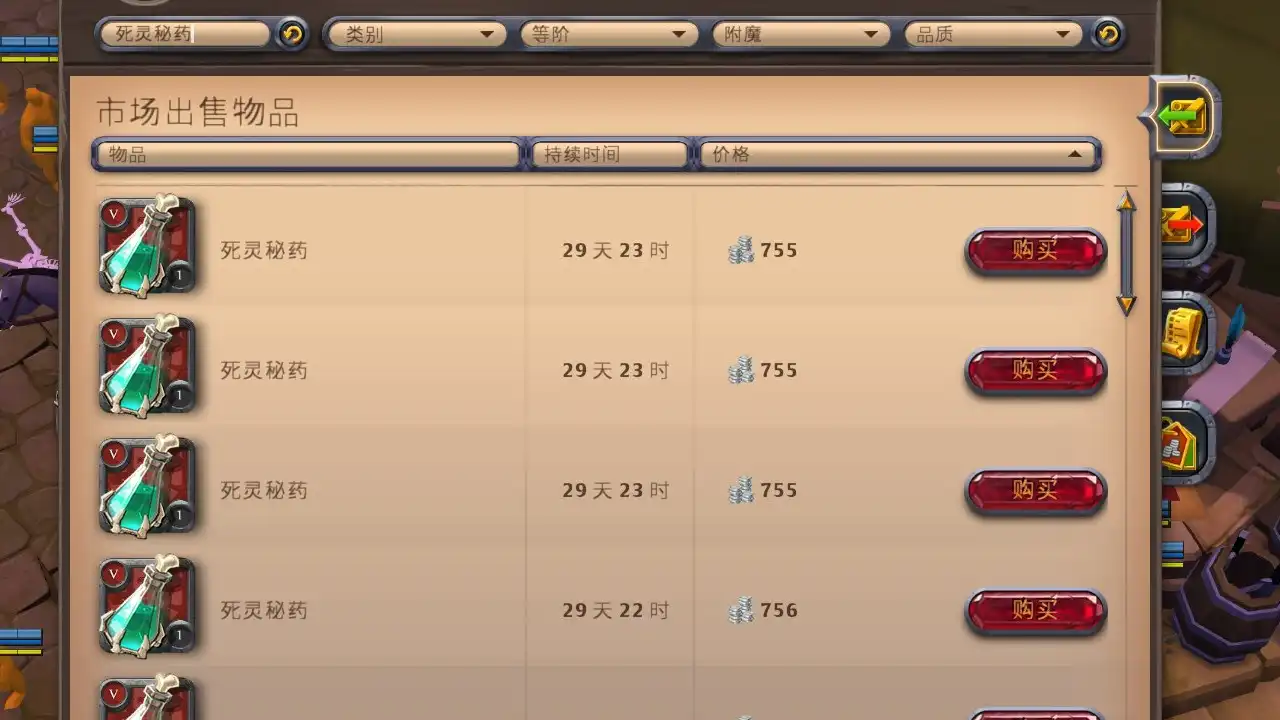 死灵秘药 类别 等阶 附魔 品质
市场出售物品
物品 持续时间 价格
V 1 死灵秘药 29 天 23 时 755 购买
V 1 死灵秘药 29 天 23 时 755 购买
V 1 死灵秘药 29 天 23 时 755 购买
V 1 死灵秘药 29 天 22 时 756 购买
V